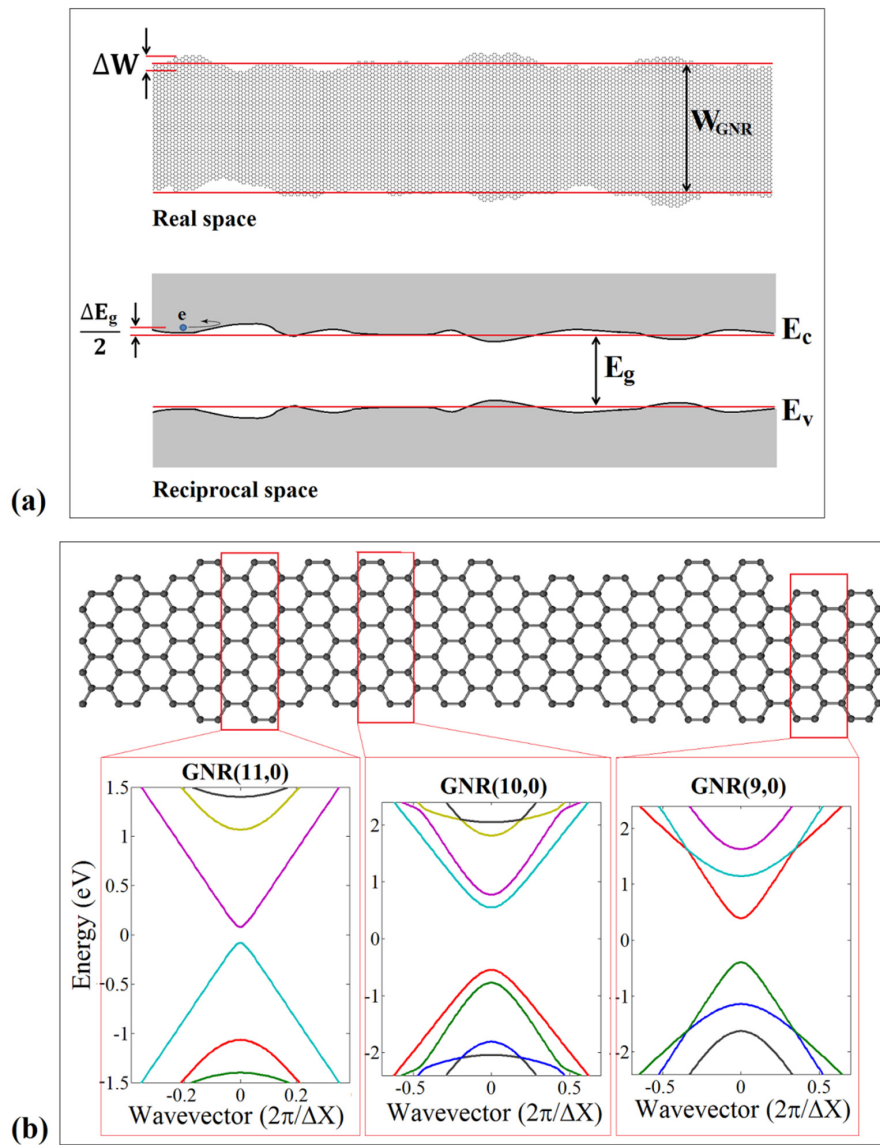 ΔW
W_GNR
Real space
ΔE_g
2
e
E_c
E_g
E_v
(a)
Reciprocal space
GNR(11,0)
GNR(10,0)
GNR(9,0)
1.5
1
0.5
0
-0.5
-1
-1.5
2
1
0
-1
-2
2
1
0
-1
-2
Energy (eV)
-0.2
0
0.2
-0.5
0
0.5
-0.5
0
0.5
(b)
Wavevector (2π/ΔX)
Wavevector (2π/ΔX)
Wavevector (2π/ΔX)